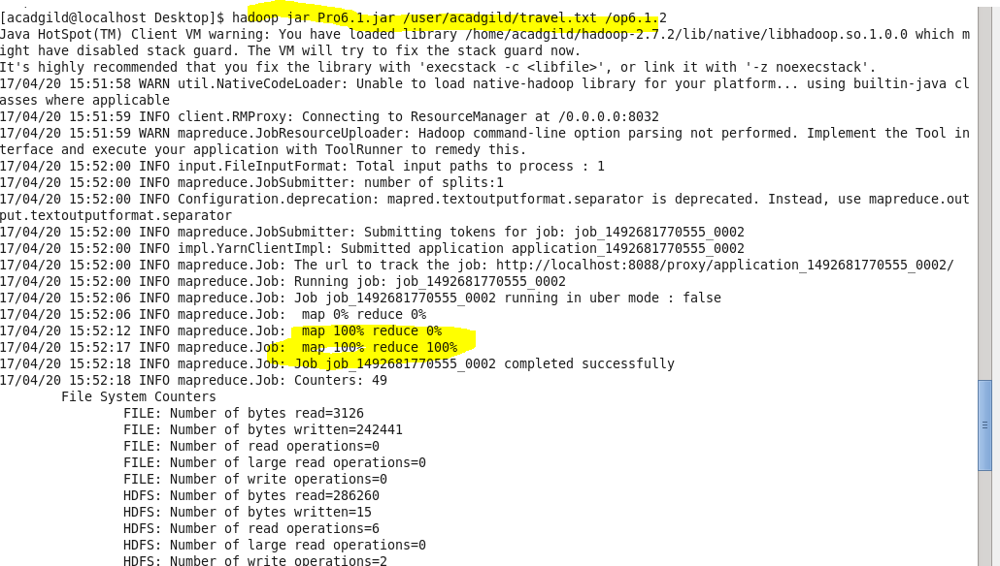 [acadgild@localhost Desktop]$ hadoop jar Pro6.1.jar /user/acadgild/travel.txt /op6.1.2
Java HotSpot(TM) Client VM warning: You have loaded library /home/acadgild/hadoop-2.7.2/lib/native/libhadoop.so.1.0.0 which m
ight have disabled stack guard. The VM will try to fix the stack guard now.
It's highly recommended that you fix the library with 'execstack -c <libfile>', or link it with '-z noexecstack'.
17/04/20 15:51:58 WARN util.NativeCodeLoader: Unable to load native-hadoop library for your platform... using builtin-java cl
asses where applicable
17/04/20 15:51:59 INFO client.RMProxy: Connecting to ResourceManager at /0.0.0.0:8032
17/04/20 15:51:59 WARN mapreduce.JobResourceUploader: Hadoop command-line option parsing not performed. Implement the Tool in
terface and execute your application with ToolRunner to remedy this.
17/04/20 15:52:00 INFO input.FileInputFormat: Total input paths to process : 1
17/04/20 15:52:00 INFO mapreduce.JobSubmitter: number of splits:1
17/04/20 15:52:00 INFO Configuration.deprecation: mapred.textoutputformat.separator is deprecated. Instead, use mapreduce.out
put.textoutputformat.separator
17/04/20 15:52:00 INFO mapreduce.JobSubmitter: Submitting tokens for job: job_1492681770555_0002
17/04/20 15:52:00 INFO impl.YarnClientImpl: Submitted application application_1492681770555_0002
17/04/20 15:52:00 INFO mapreduce.Job: The url to track the job: http://localhost:8088/proxy/application_1492681770555_0002/
17/04/20 15:52:00 INFO mapreduce.Job: Running job: job_1492681770555_0002
17/04/20 15:52:06 INFO mapreduce.Job: Job job_1492681770555_0002 running in uber mode : false
17/04/20 15:52:06 INFO mapreduce.Job:  map 0% reduce 0%
17/04/20 15:52:12 INFO mapreduce.Job:  map 100% reduce 0%
17/04/20 15:52:17 INFO mapreduce.Job:  map 100% reduce 100%
17/04/20 15:52:18 INFO mapreduce.Job: Job job_1492681770555_0002 completed successfully
17/04/20 15:52:18 INFO mapreduce.Job: Counters: 49
File System Counters
FILE: Number of bytes read=3126
FILE: Number of bytes written=242441
FILE: Number of read operations=0
FILE: Number of large read operations=0
FILE: Number of write operations=0
HDFS: Number of bytes read=286260
HDFS: Number of bytes written=15
HDFS: Number of read operations=6
HDFS: Number of large read operations=0
HDFS: Number of write operations=2